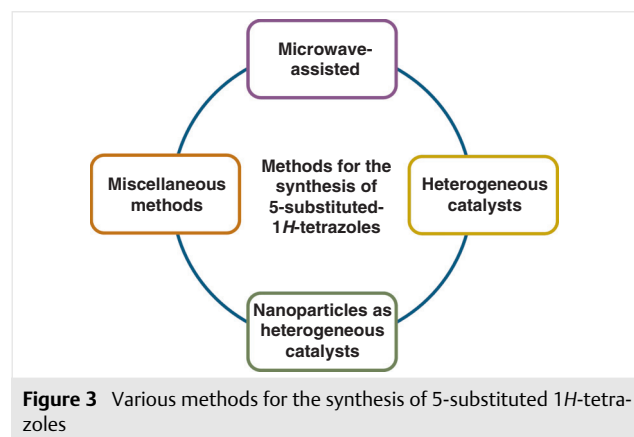 Microwave-
assisted
Miscellaneous
methods
Methods for the
synthesis of
5-substituted-
1H-tetrazoles
Heterogeneous
catalysts
Nanoparticles as
heterogeneous
catalysts
Figure 3 Various methods for the synthesis of 5-substituted 1H-tetra-
zoles